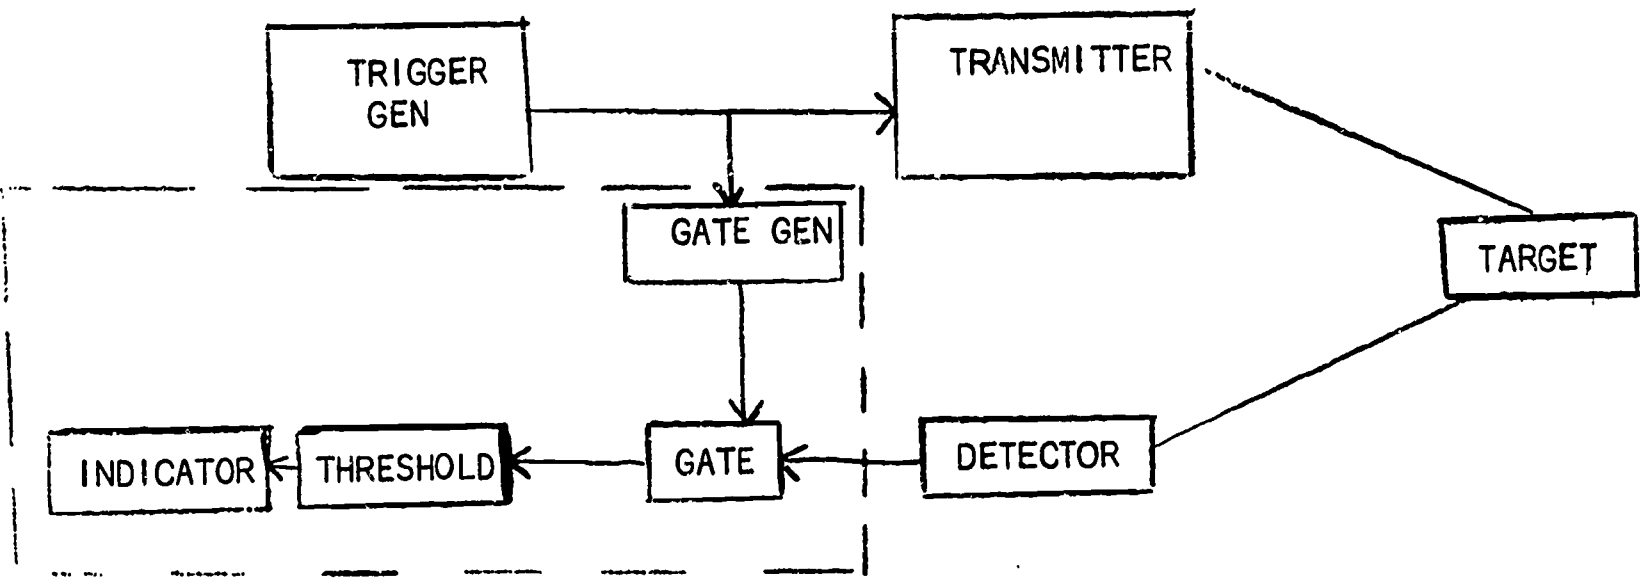 TRIGGER
GEN
TRANSMITTER
GATE GEN
TARGET
INDICATOR
THRESHOLD
GATE
DETECTOR